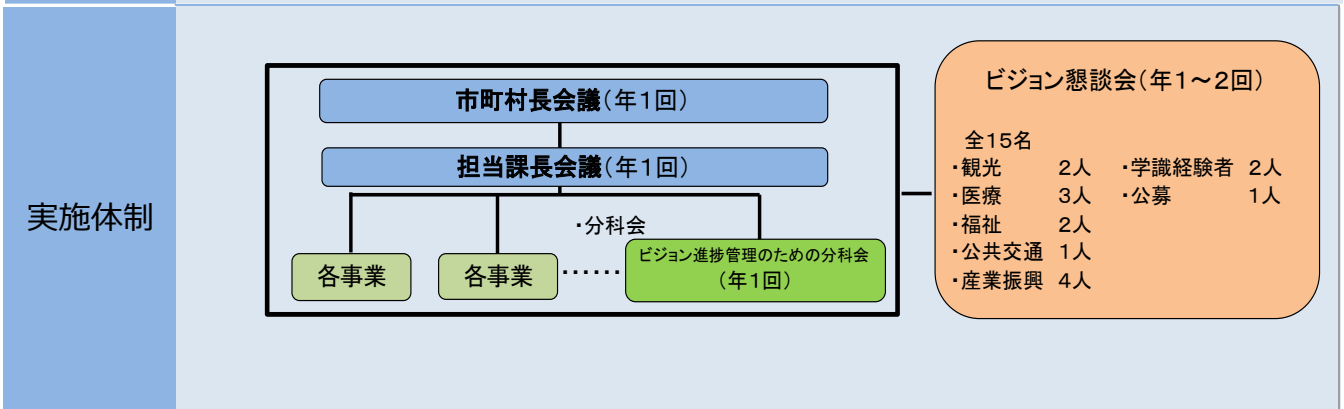 実施体制
市町村長会議(年1回)
担当課長会議(年1回)
・分科会
各事業
各事業
……
ビジョン進捗管理のための分科会
(年1回)
ビジョン懇談会(年1~2回)
全15名
・観光 2人 ・学識経験者 2人
・医療 3人 ・公募 1人
・福祉 2人
・公共交通 1人
・産業振興 4人